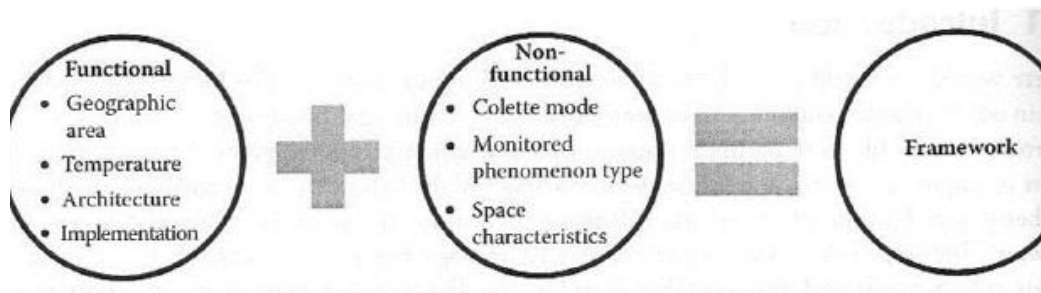 Functional
• Geographic
area
• Temperature
• Architecture
• Implementation
Non-
functional
• Colette mode
• Monitored
phenomenon type
• Space
characteristics
Framework